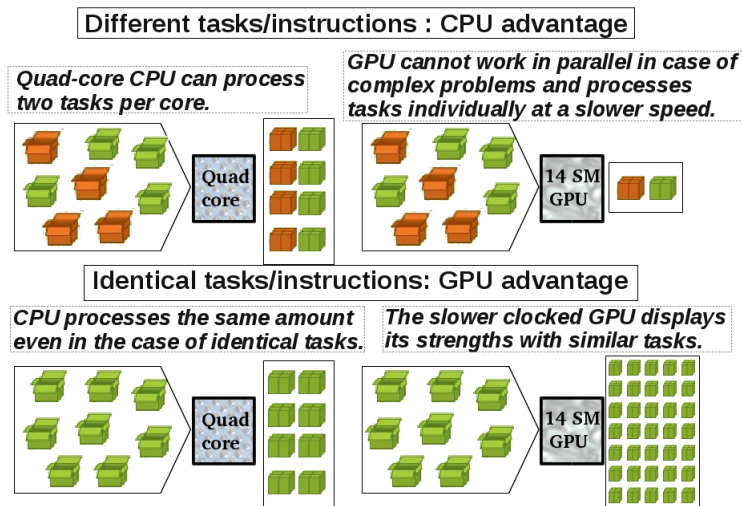 Different tasks/instructions : CPU advantage
Quad-core CPU can process
two tasks per core.
GPU cannot work in parallel in case of
complex problems and processes
tasks individually at a slower speed.
Quad
core
14 SM
GPU
Identical tasks/instructions: GPU advantage
CPU processes the same amount
even in the case of identical tasks.
The slower clocked GPU displays
its strengths with similar tasks.
Quad
core
14 SM
GPU